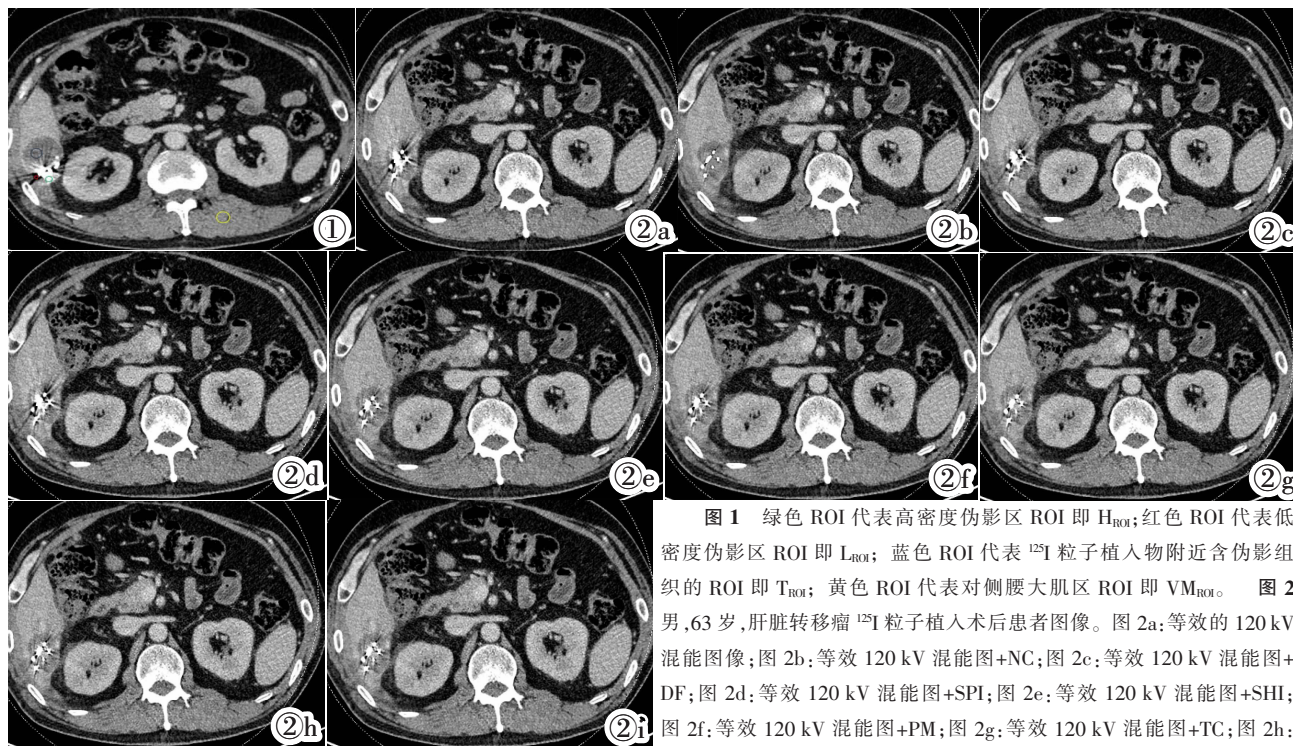 ①
②a
②b
②c
②d
②e
②f
②g
②h
②i
图 1 绿色 ROI 代表高密度伪影区 ROI 即 H_ROI；红色 ROI 代表低
密度伪影区 ROI 即 L_ROI；蓝色 ROI 代表 ¹²⁵I 粒子植入物附近含伪影组
织的 ROI 即 T_ROI；黄色 ROI 代表对侧腰大肌区 ROI 即 VM_ROI。 图 2
男，63 岁，肝脏转移瘤 ¹²⁵I 粒子植入术后患者图像。图 2a：等效的 120 kV
混能图像；图 2b：等效 120 kV 混能图+NC；图 2c：等效 120 kV 混能图+
DF；图 2d：等效 120 kV 混能图+SPI；图 2e：等效 120 kV 混能图+SHI；
图 2f：等效 120 kV 混能图+PM；图 2g：等效 120 kV 混能图+TC；图 2h：